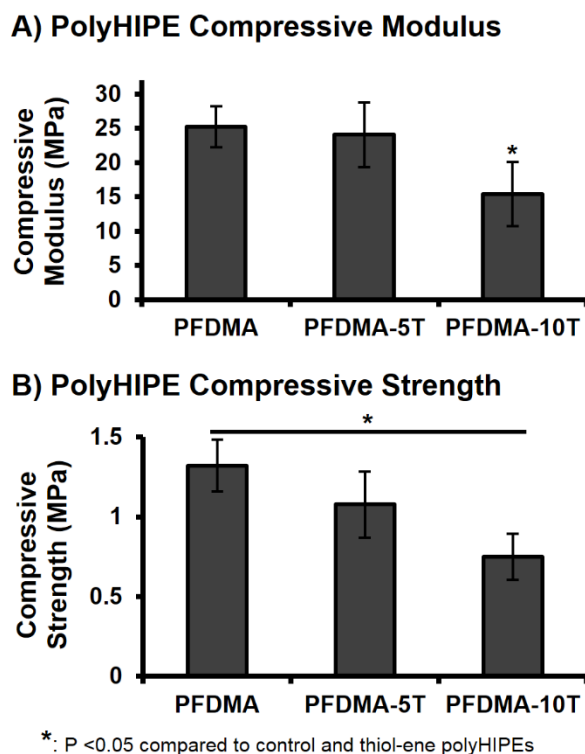 A) PolyHIPE Compressive Modulus
Compressive
Modulus (MPa)
30
25
20
15
10
5
0
*
PFDMA PFDMA-5T PFDMA-10T
B) PolyHIPE Compressive Strength
Compressive
Strength (MPa)
1.5
1
0.5
0
*
PFDMA PFDMA-5T PFDMA-10T
*: P <0.05 compared to control and thiol-ene polyHIPEs